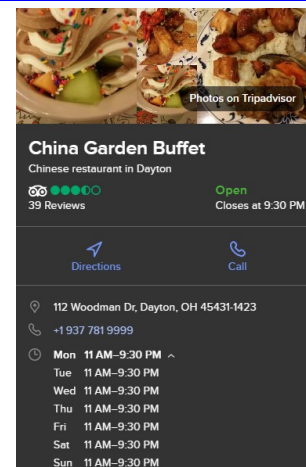 Photos on Tripadvisor
China Garden Buffet
Chinese restaurant in Dayton
Open
39 Reviews
Closes at 9:30 PM
Directions
Call
112 Woodman Dr, Dayton, OH 45431-1423
+1 937 781 9999
Mon 11 AM–9:30 PM
Tue 11 AM–9:30 PM
Wed 11 AM–9:30 PM
Thu 11 AM–9:30 PM
Fri 11 AM–9:30 PM
Sat 11 AM–9:30 PM
Sun 11 AM–9:30 PM